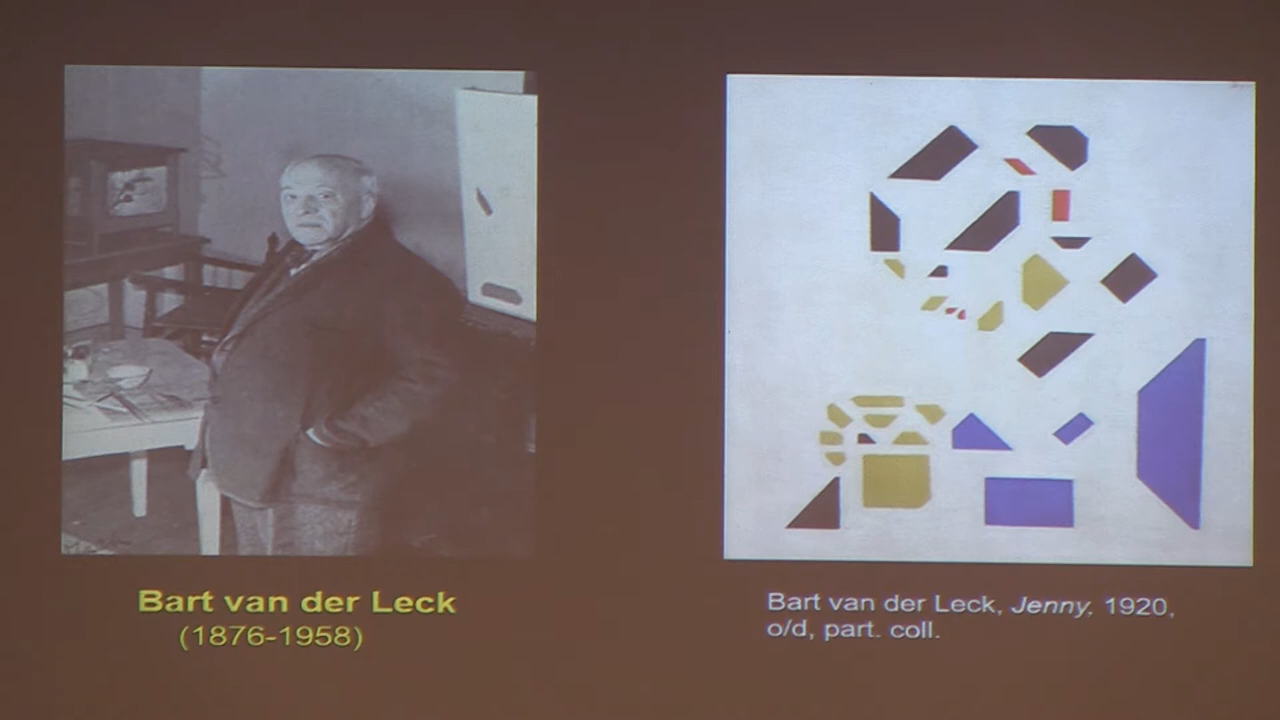 Bart van der Leck
(1876-1958)
Bart van der Leck, Jenny, 1920,
o/d, part. coll.